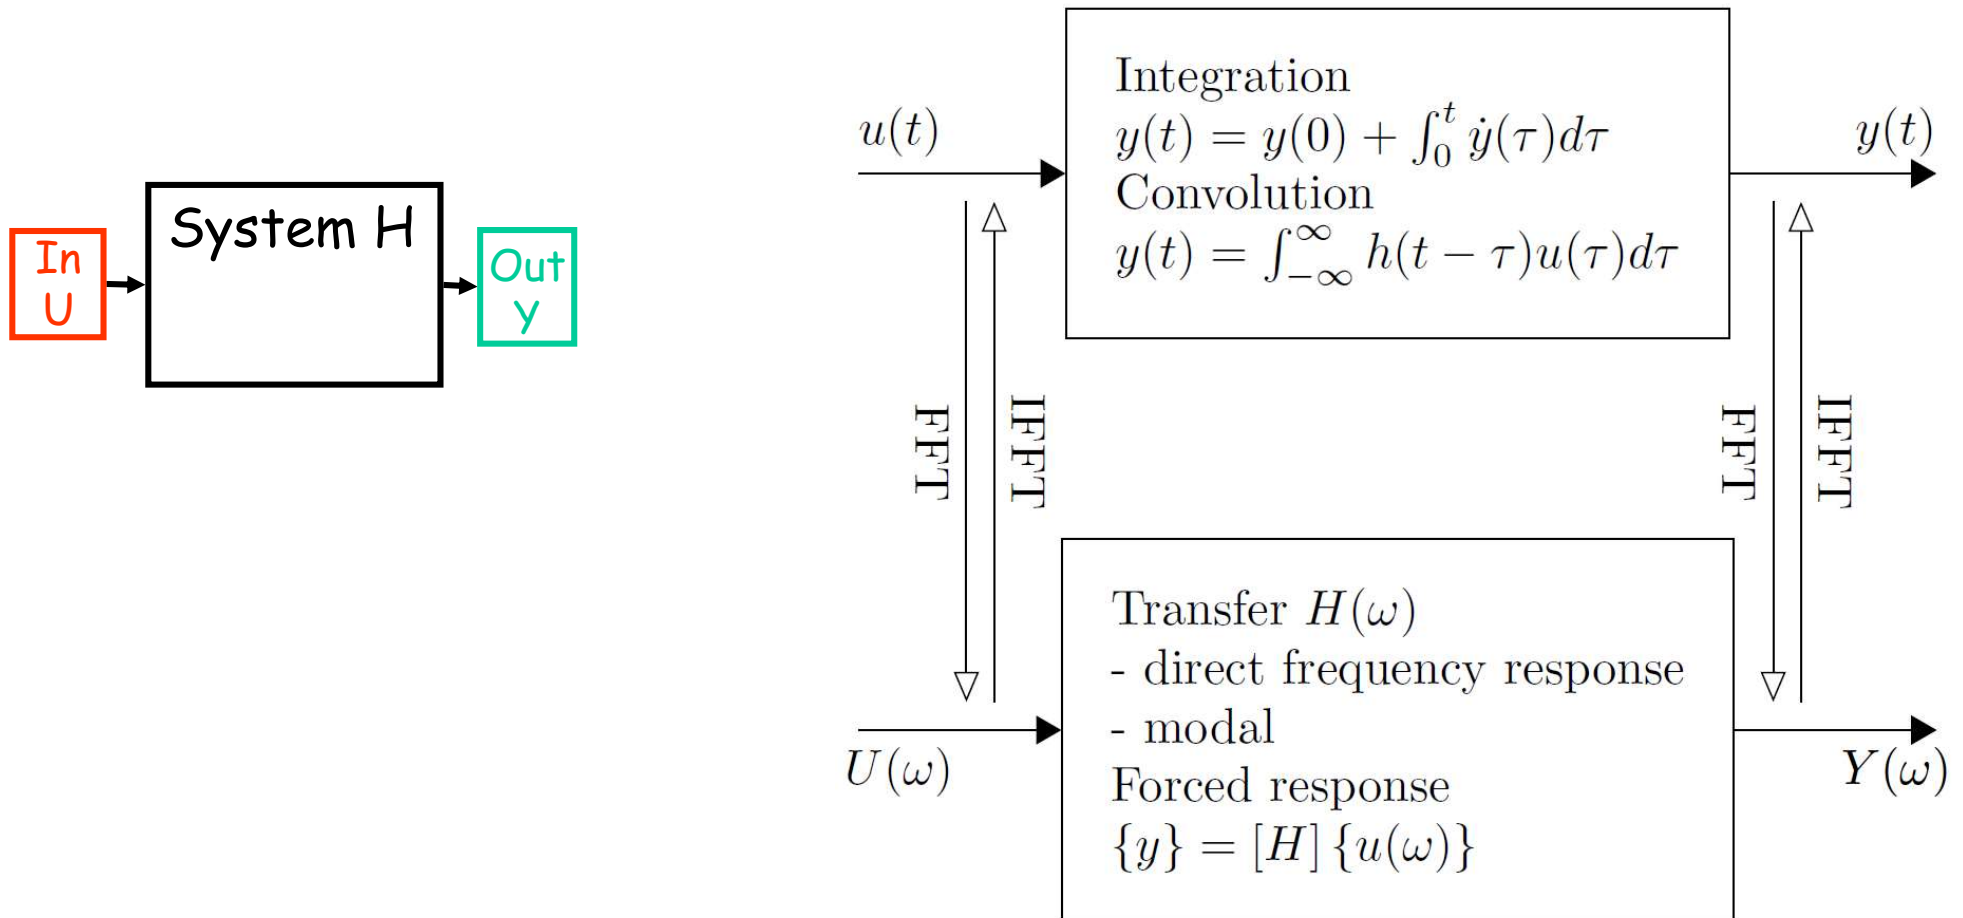 In
U
System H
Out
y
u(t)
Integration
y(t) = y(0) + ∫₀ᵗ ẏ(τ)dτ
Convolution
y(t) = ∫₋∞^∞ h(t − τ)u(τ)dτ
y(t)
FFT
IFFT
FFT
IFFT
U(ω)
Transfer H(ω)
- direct frequency response
- modal
Forced response
{y} = [H] {u(ω)}
Y(ω)